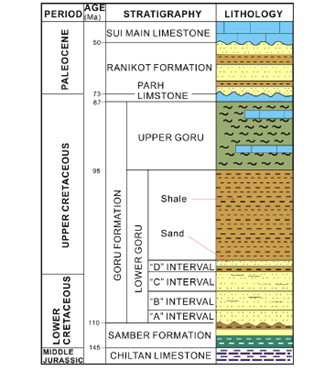 PERIOD AGE (Ma) STRATIGRAPHY LITHOLOGY
PALEOCENE
SUI MAIN LIMESTONE
50
RANIKOT FORMATION
PARH
LIMSTONE
73
67
UPPER CRETACEOUS
UPPER GORU
98
GORU FORMATION
LOWER GORU
Shale
Sand
"D" INTERVAL
"C" INTERVAL
"B" INTERVAL
"A" INTERVAL
LOWER
CRETACEOUS
110
SAMBER FORMATION
145
MIDDLE
JURASSIC
CHILTAN LIMESTONE